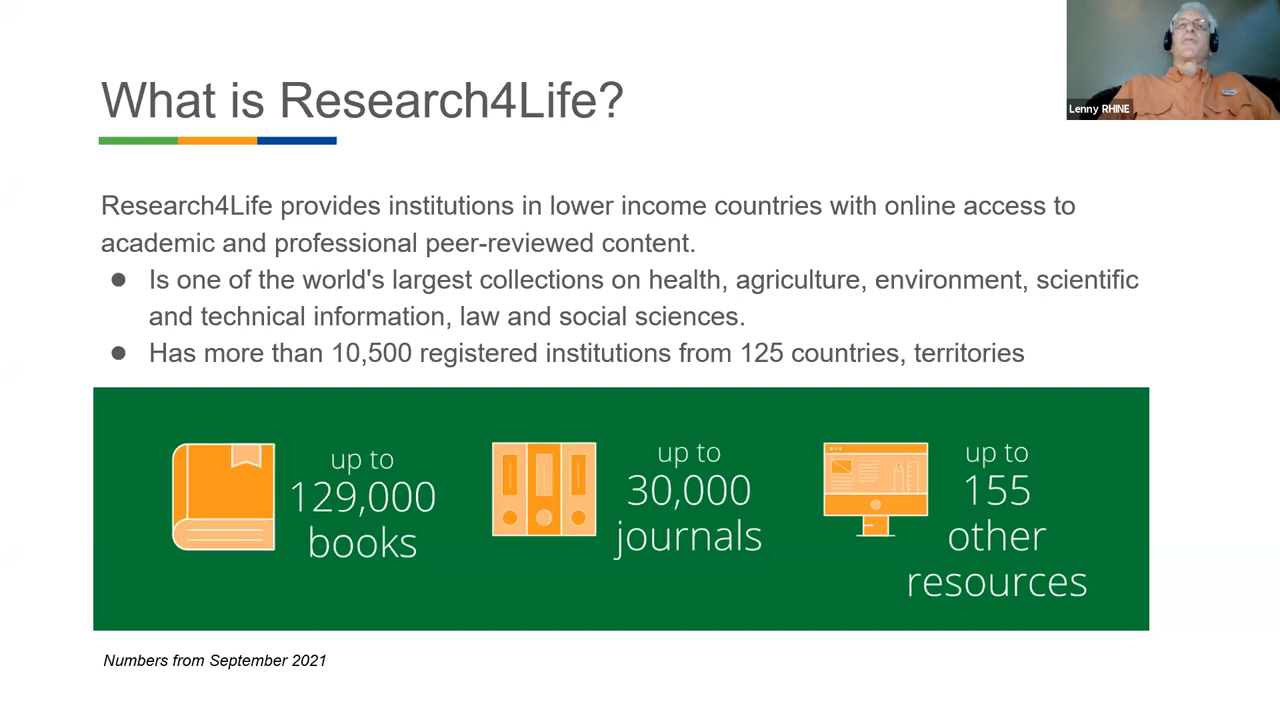 What is Research4Life?
Lenny RHINE
Research4Life provides institutions in lower income countries with online access to
academic and professional peer-reviewed content.
● Is one of the world's largest collections on health, agriculture, environment, scientific
and technical information, law and social sciences.
● Has more than 10,500 registered institutions from 125 countries, territories
up to
129,000
books
up to
30,000
journals
up to
155
other
resources
Numbers from September 2021